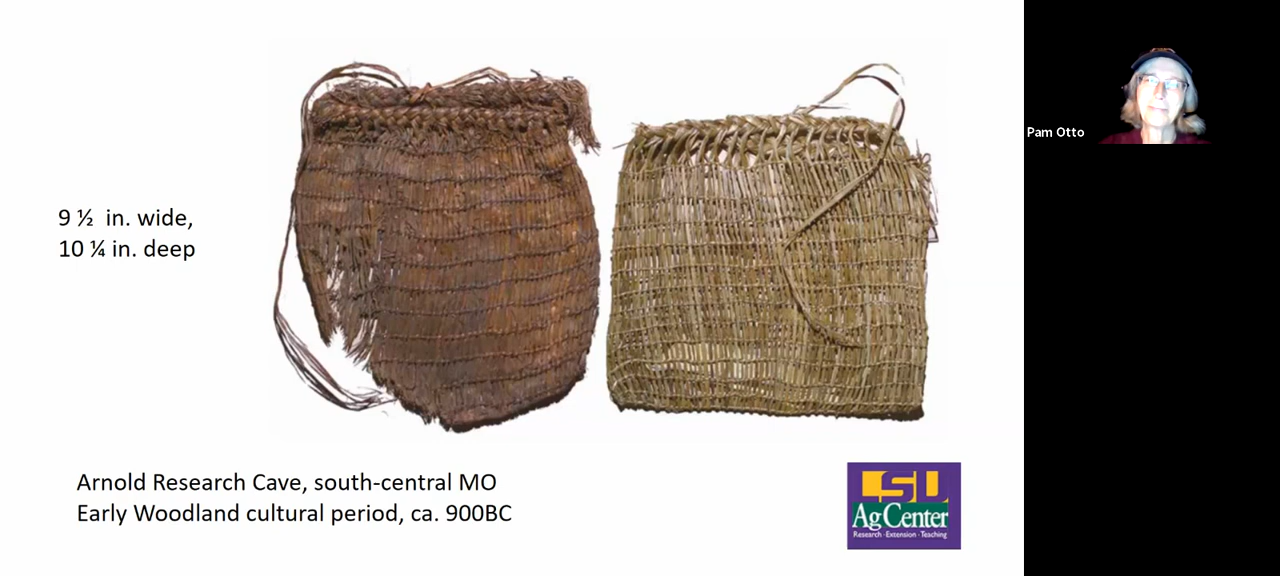 Pam Otto
9 ½ in. wide,
10 ¼ in. deep
Arnold Research Cave, south-central MO
Early Woodland cultural period, ca. 900BC
LSU
AgCenter
Research · Extension · Teaching